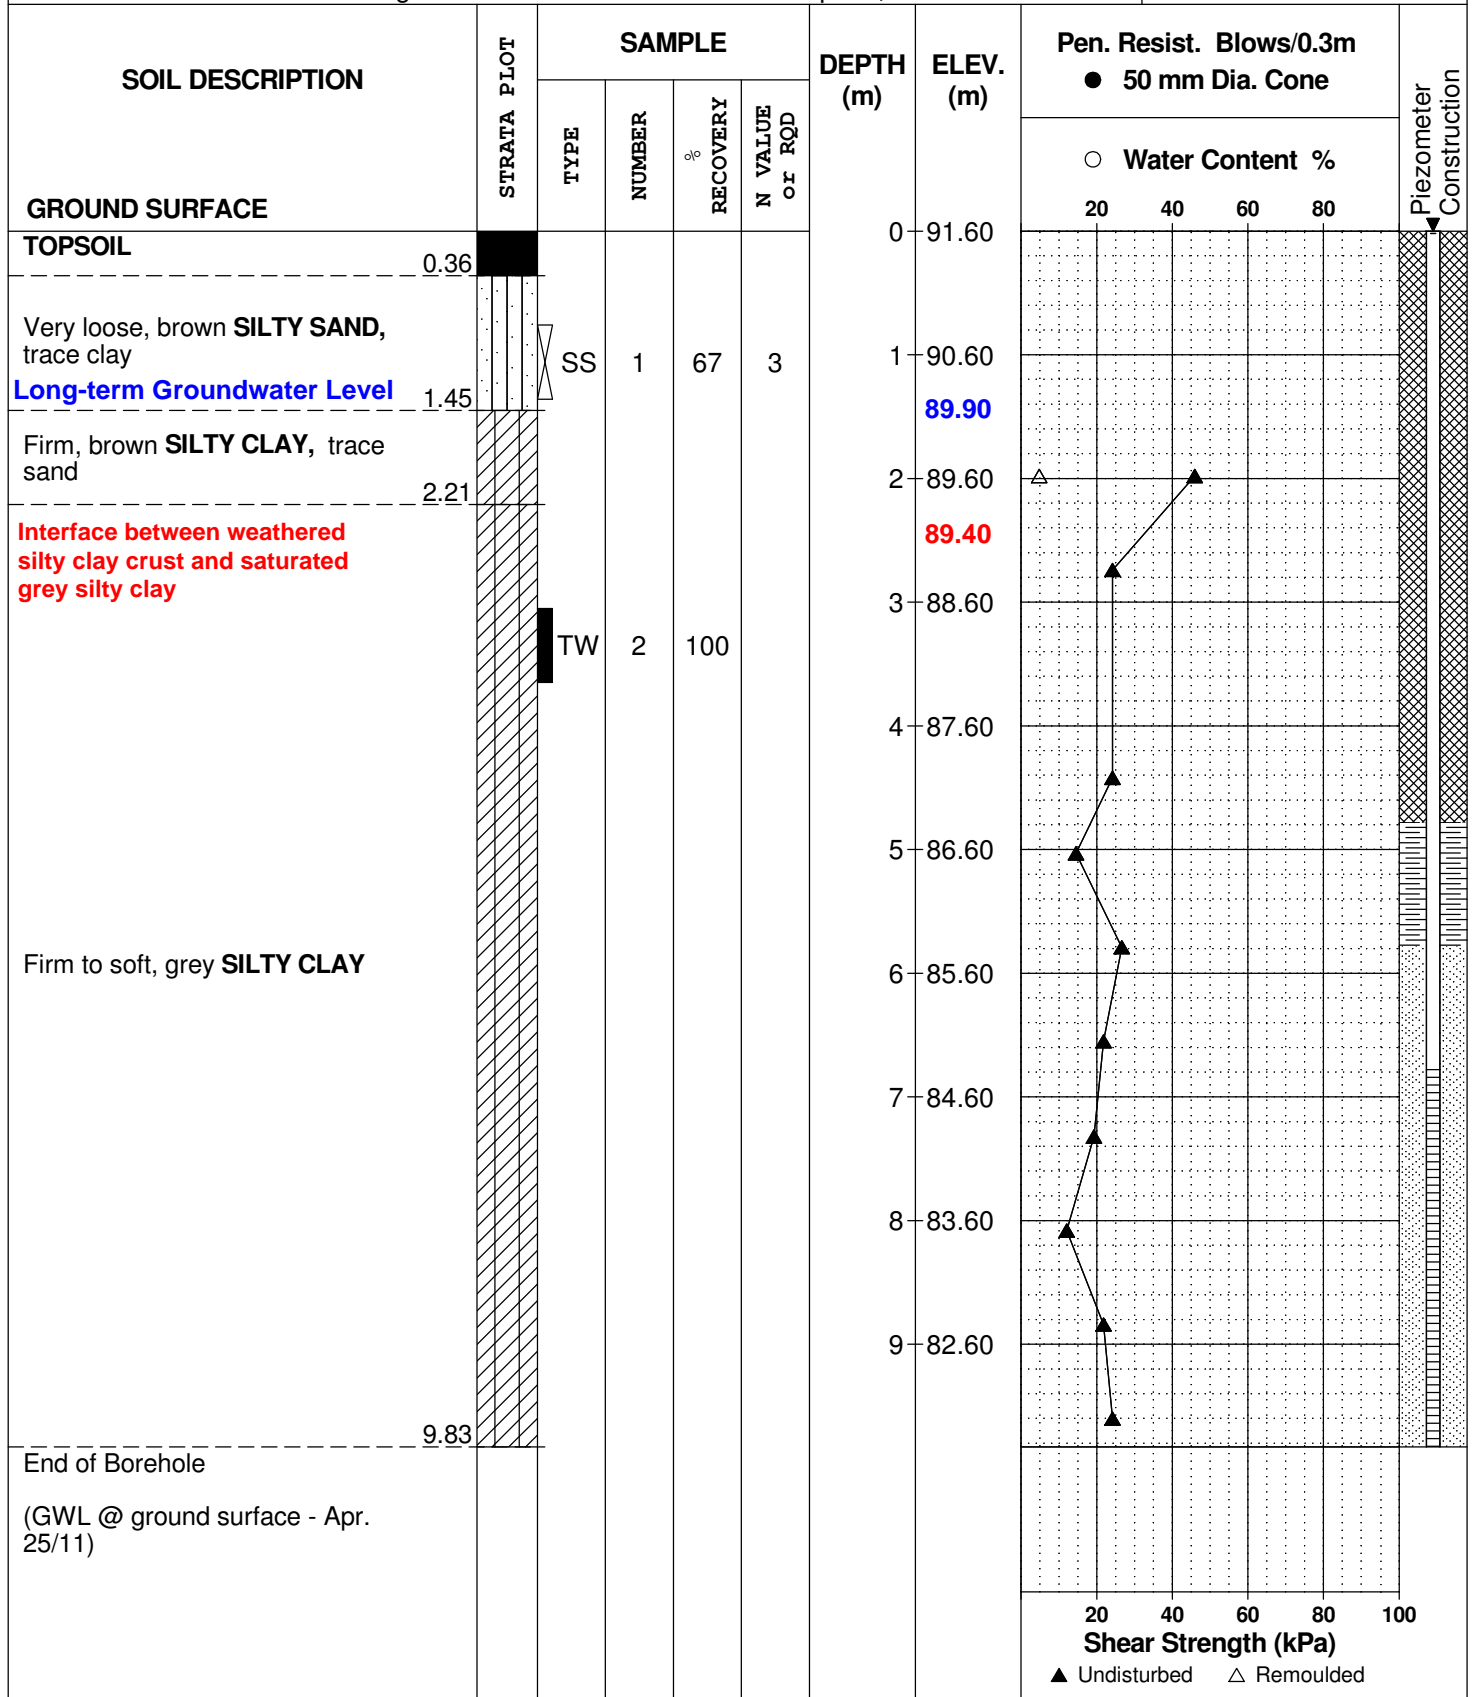 SOIL DESCRIPTION
GROUND SURFACE
STRATA PLOT
SAMPLE
TYPE
NUMBER
%
RECOVERY
N VALUE
or RQD
DEPTH
(m)
ELEV.
(m)
Pen. Resist. Blows/0.3m
● 50 mm Dia. Cone
○ Water Content %
20 40 60 80
Piezometer
Construction
TOPSOIL
0.36
Very loose, brown SILTY SAND,
trace clay
Long-term Groundwater Level
1.45
Firm, brown SILTY CLAY, trace
sand
2.21
Interface between weathered
silty clay crust and saturated
grey silty clay
Firm to soft, grey SILTY CLAY
9.83
End of Borehole
(GWL @ ground surface - Apr.
25/11)
SS 1 67 3
TW 2 100
0 91.60
1 90.60
89.90
2 89.60
89.40
3 88.60
4 87.60
5 86.60
6 85.60
7 84.60
8 83.60
9 82.60
20 40 60 80 100
Shear Strength (kPa)
▲ Undisturbed △ Remoulded